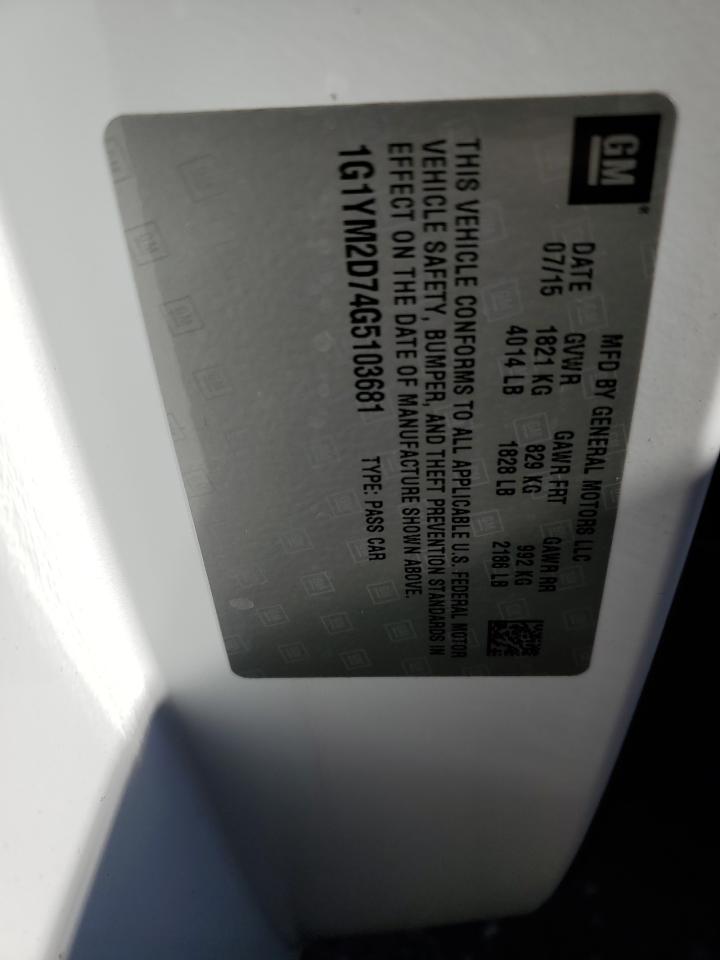 GM®
MFD BY GENERAL MOTORS LLC
DATE GVWR GAWR FRT GAWR RR
07/15 1821 KG 829 KG 992 KG
4014 LB 1828 LB 2186 LB
THIS VEHICLE CONFORMS TO ALL APPLICABLE U.S. FEDERAL MOTOR
VEHICLE SAFETY, BUMPER, AND THEFT PREVENTION STANDARDS IN
EFFECT ON THE DATE OF MANUFACTURE SHOWN ABOVE.
1G1YM2D74G5103681 TYPE: PASS CAR